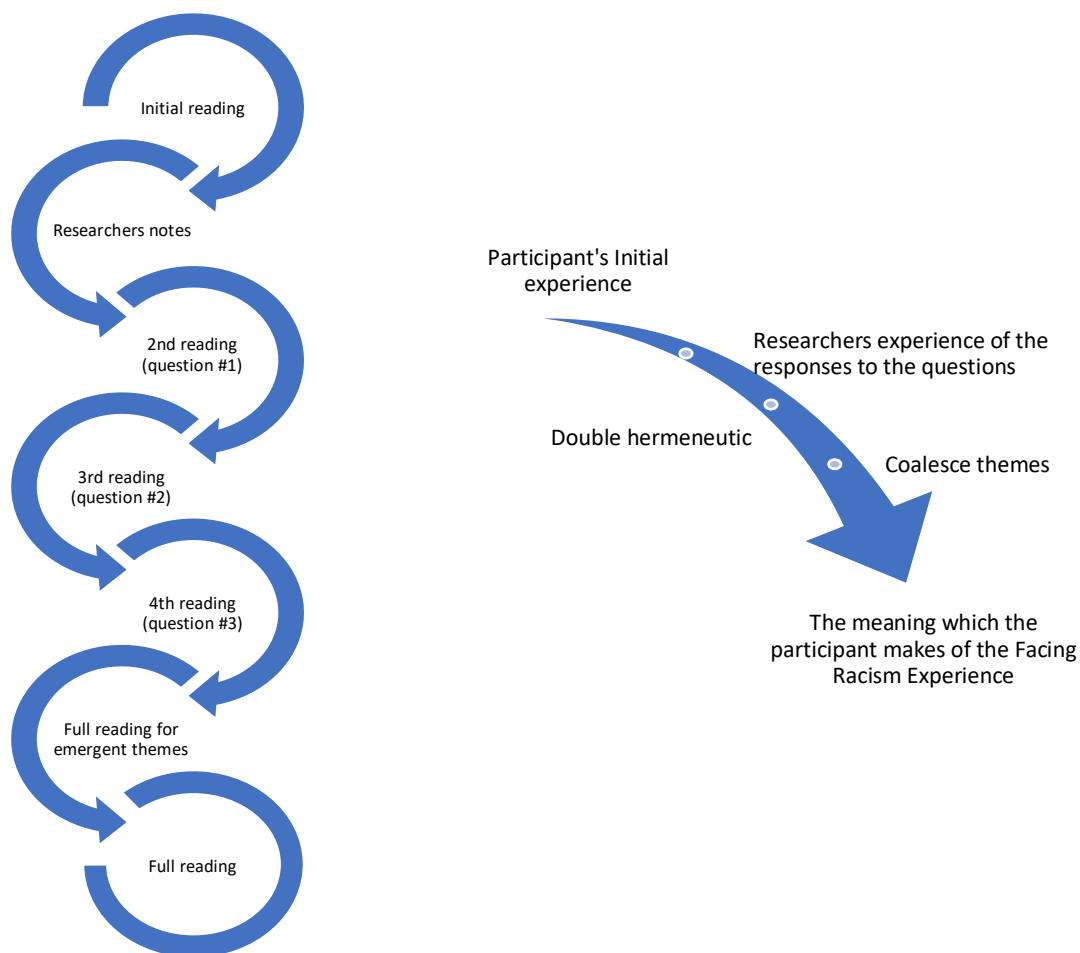 Initial reading
Researchers notes
2nd reading
(question #1)
3rd reading
(question #2)
4th reading
(question #3)
Full reading for
emergent themes
Full reading
Participant's Initial
experience
Researchers experience of the
responses to the questions
Double hermeneutic
Coalesce themes
The meaning which the
participant makes of the Facing
Racism Experience